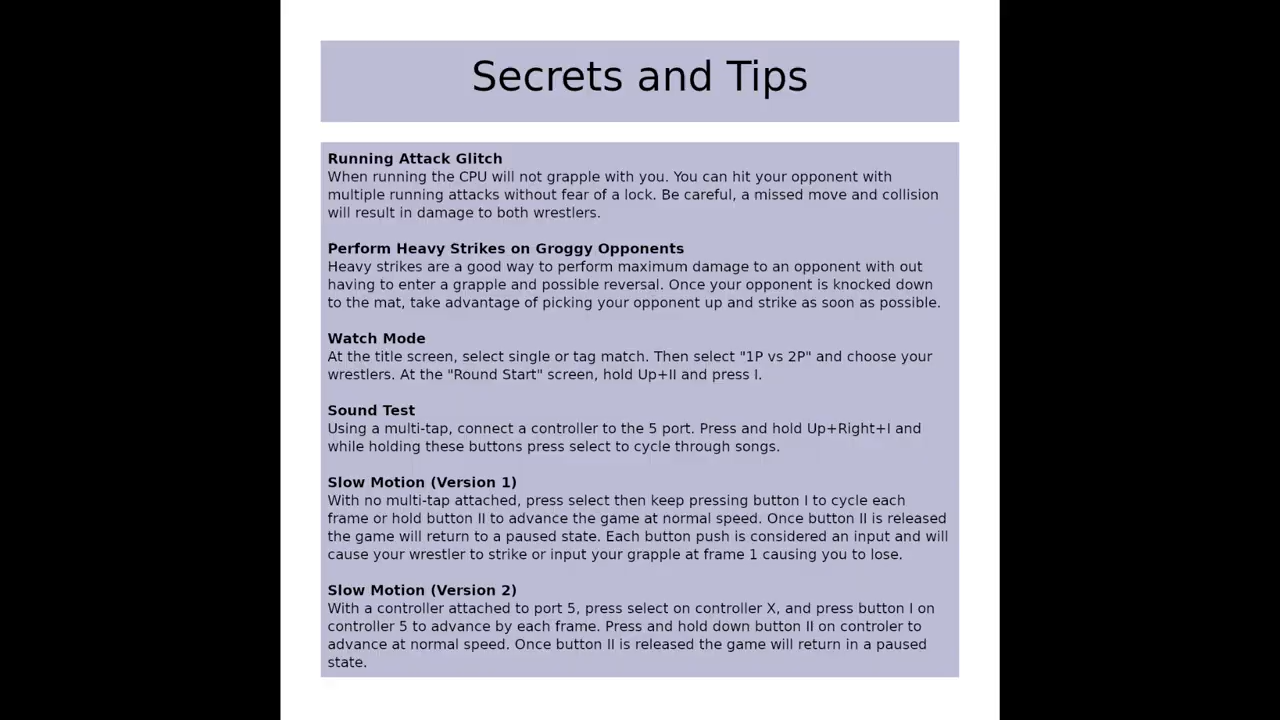 Secrets and Tips
Running Attack Glitch
When running the CPU will not grapple with you. You can hit your opponent with
multiple running attacks without fear of a lock. Be careful, a missed move and collision
will result in damage to both wrestlers.
Perform Heavy Strikes on Groggy Opponents
Heavy strikes are a good way to perform maximum damage to an opponent with out
having to enter a grapple and possible reversal. Once your opponent is knocked down
to the mat, take advantage of picking your opponent up and strike as soon as possible.
Watch Mode
At the title screen, select single or tag match. Then select "1P vs 2P" and choose your
wrestlers. At the "Round Start" screen, hold Up+II and press I.
Sound Test
Using a multi-tap, connect a controller to the 5 port. Press and hold Up+Right+I and
while holding these buttons press select to cycle through songs.
Slow Motion (Version 1)
With no multi-tap attached, press select then keep pressing button I to cycle each
frame or hold button II to advance the game at normal speed. Once button II is released
the game will return to a paused state. Each button push is considered an input and will
cause your wrestler to strike or input your grapple at frame 1 causing you to lose.
Slow Motion (Version 2)
With a controller attached to port 5, press select on controller X, and press button I on
controller 5 to advance by each frame. Press and hold down button II on controler to
advance at normal speed. Once button II is released the game will return in a paused
state.